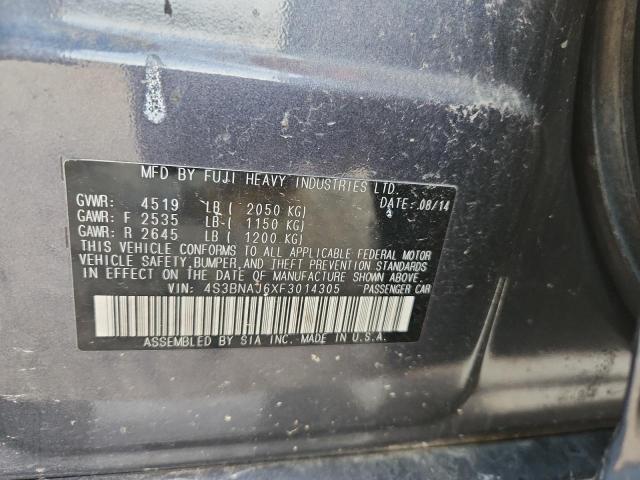 MFD BY FUJI HEAVY INDUSTRIES LTD.
GVWR: 4519 LB ( 2050 KG) DATE: 08/14
GAWR: F 2535 LB ( 1150 KG)
GAWR: R 2645 LB ( 1200 KG)
THIS VEHICLE CONFORMS TO ALL APPLICABLE FEDERAL MOTOR
VEHICLE SAFETY, BUMPER, AND THEFT PREVENTION STANDARDS
IN EFFECT ON THE DATE OF MANUFACTURE SHOWN ABOVE.
VIN: 4S3BNAJ6XF3014305 PASSENGER CAR
ASSEMBLED BY SIA INC. MADE IN U.S.A.